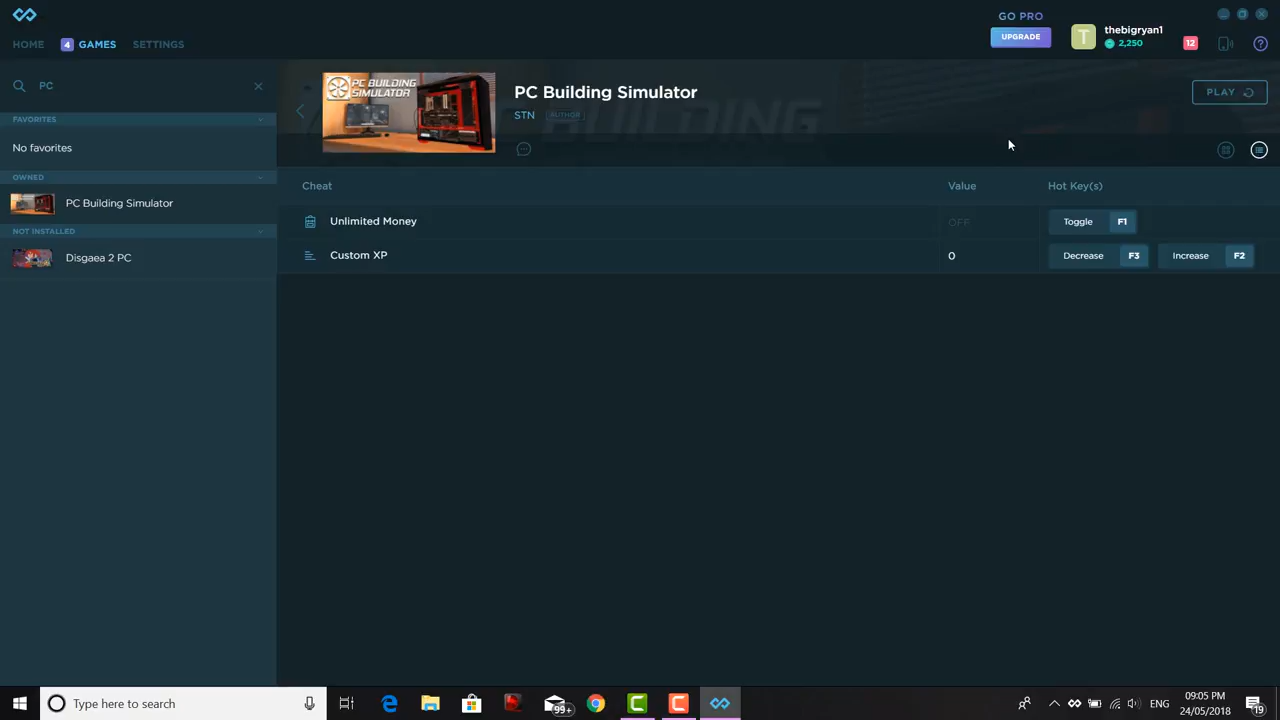 GO PRO
UPGRADE
thebigryan1
2,250
12
HOME
4 GAMES
SETTINGS
PC
FAVORITES
No favorites
OWNED
PC Building Simulator
NOT INSTALLED
Disgaea 2 PC
PC BUILDING SIMULATOR
PC Building Simulator
STN AUTHOR
PLAY
Cheat Value Hot Key(s)
Unlimited Money OFF Toggle F1
Custom XP 0 Decrease F3 Increase F2
Type here to search
99+
ENG
09:05 PM
24/05/2018
19